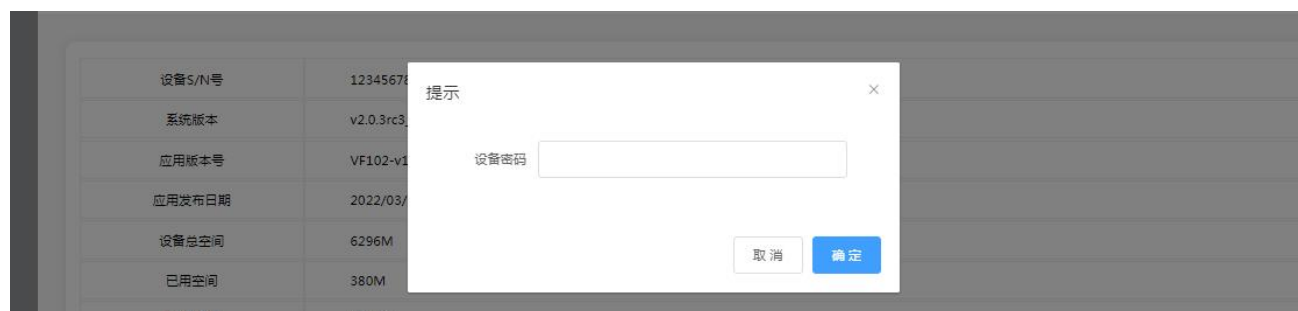 设备S/N号 12345678
系统版本 v2.0.3rc3_
应用版本号 VF102-v1
应用发布日期 2022/03/
设备总空间 6296M
已用空间 380M
提示 ×
设备密码
取消 确定